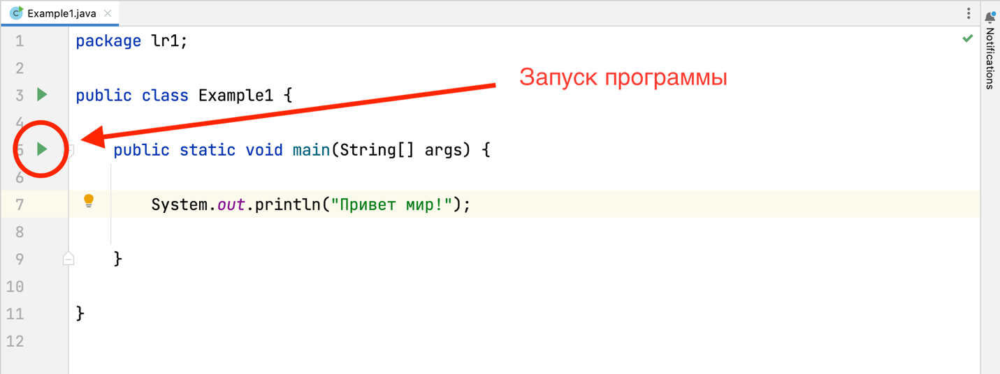 Example1.java
Notifications
Запуск программы
1 package lr1;
2
3 public class Example1 {
4
5 public static void main(String[] args) {
6
7 System.out.println("Привет мир!");
8
9 }
10
11 }
12